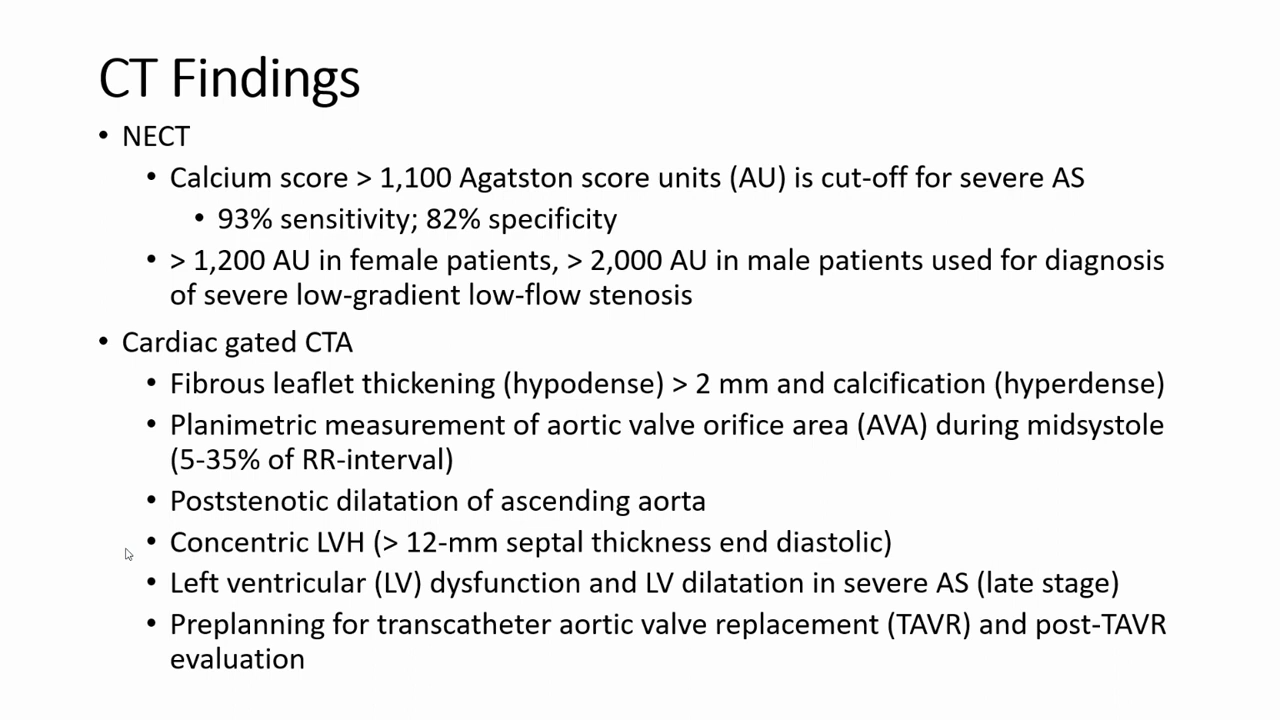 CT Findings
• NECT
• Calcium score > 1,100 Agatston score units (AU) is cut-off for severe AS
• 93% sensitivity; 82% specificity
• > 1,200 AU in female patients, > 2,000 AU in male patients used for diagnosis
of severe low-gradient low-flow stenosis
• Cardiac gated CTA
• Fibrous leaflet thickening (hypodense) > 2 mm and calcification (hyperdense)
• Planimetric measurement of aortic valve orifice area (AVA) during midsystole
(5-35% of RR-interval)
• Poststenotic dilatation of ascending aorta
• Concentric LVH (> 12-mm septal thickness end diastolic)
• Left ventricular (LV) dysfunction and LV dilatation in severe AS (late stage)
• Preplanning for transcatheter aortic valve replacement (TAVR) and post-TAVR
evaluation